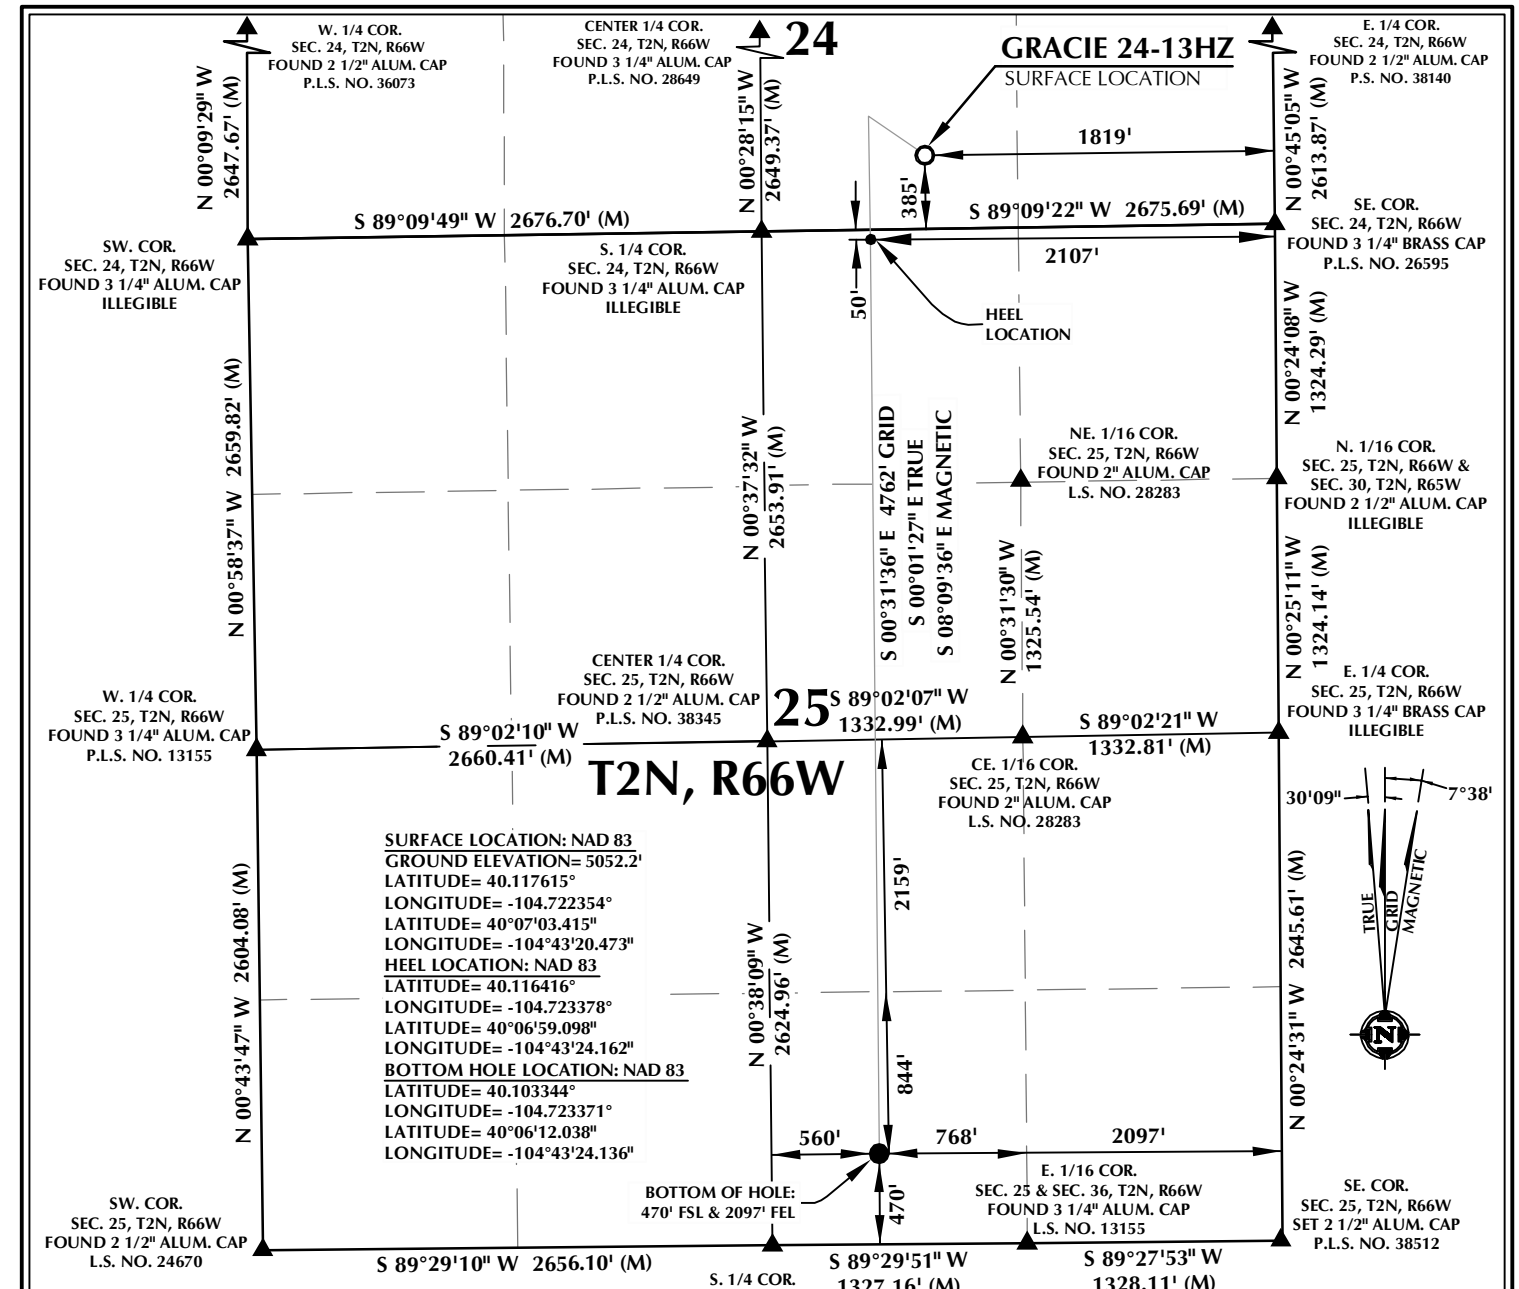 W. 1/4 COR.
SEC. 24, T2N, R66W
FOUND 2 1/2" ALUM. CAP
P.L.S. NO. 36073
CENTER 1/4 COR.
SEC. 24, T2N, R66W
FOUND 3 1/4" ALUM. CAP
P.L.S. NO. 28649
24
GRACIE 24-13HZ
SURFACE LOCATION
E. 1/4 COR.
SEC. 24, T2N, R66W
FOUND 2 1/2" ALUM. CAP
P.S. NO. 38140
N 00°09'29" W
2647.67' (M)
N 00°28'15" W
2649.37' (M)
1819'
385'
N 00°45'05" W
2613.87' (M)
S 89°09'49" W 2676.70' (M)
S 89°09'22" W 2675.69' (M)
SW. COR.
SEC. 24, T2N, R66W
FOUND 3 1/4" ALUM. CAP
ILLEGIBLE
S. 1/4 COR.
SEC. 24, T2N, R66W
FOUND 3 1/4" ALUM. CAP
ILLEGIBLE
SE. COR.
SEC. 24, T2N, R66W
FOUND 3 1/4" BRASS CAP
P.L.S. NO. 26595
2107'
50'
HEEL
LOCATION
N 00°24'08" W
1324.29' (M)
N 00°58'37" W 2659.82' (M)
N 00°37'32" W
2653.91' (M)
S 00°31'36" E 4762' GRID
S 00°01'27" E TRUE
S 08°09'36" E MAGNETIC
NE. 1/16 COR.
SEC. 25, T2N, R66W
FOUND 2" ALUM. CAP
L.S. NO. 28283
N. 1/16 COR.
SEC. 25, T2N, R66W &
SEC. 30, T2N, R65W
FOUND 2 1/2" ALUM. CAP
ILLEGIBLE
N 00°31'30" W
1325.54' (M)
N 00°25'11" W
1324.14' (M)
W. 1/4 COR.
SEC. 25, T2N, R66W
FOUND 3 1/4" ALUM. CAP
P.L.S. NO. 13155
CENTER 1/4 COR.
SEC. 25, T2N, R66W
FOUND 2 1/2" ALUM. CAP
P.L.S. NO. 38345
25
E. 1/4 COR.
SEC. 25, T2N, R66W
FOUND 3 1/4" BRASS CAP
ILLEGIBLE
S 89°02'10" W
2660.41' (M)
S 89°02'07" W
1332.99' (M)
S 89°02'21" W
1332.81' (M)
T2N, R66W
CE. 1/16 COR.
SEC. 25, T2N, R66W
FOUND 2" ALUM. CAP
L.S. NO. 28283
30'09"
7°38'
TRUE
GRID
MAGNETIC
N
SURFACE LOCATION: NAD 83
GROUND ELEVATION= 5052.2'
LATITUDE= 40.117615°
LONGITUDE= -104.722354°
LATITUDE= 40°07'03.415"
LONGITUDE= -104°43'20.473"
HEEL LOCATION: NAD 83
LATITUDE= 40.116416°
LONGITUDE= -104.723378°
LATITUDE= 40°06'59.098"
LONGITUDE= -104°43'24.162"
BOTTOM HOLE LOCATION: NAD 83
LATITUDE= 40.103344°
LONGITUDE= -104.723371°
LATITUDE= 40°06'12.038"
LONGITUDE= -104°43'24.136"
N 00°43'47" W 2604.08' (M)
N 00°38'09" W
2624.96' (M)
2159'
844'
N 00°24'31" W 2645.61' (M)
560'
768'
2097'
470'
BOTTOM OF HOLE:
470' FSL & 2097' FEL
E. 1/16 COR.
SEC. 25 & SEC. 36, T2N, R66W
FOUND 3 1/4" ALUM. CAP
L.S. NO. 13155
SW. COR.
SEC. 25, T2N, R66W
FOUND 2 1/2" ALUM. CAP
L.S. NO. 24670
SE. COR.
SEC. 25, T2N, R66W
SET 2 1/2" ALUM. CAP
P.L.S. NO. 38512
S 89°29'10" W 2656.10' (M)
S. 1/4 COR.
S 89°29'51" W
1327.16' (M)
S 89°27'53" W
1328.11' (M)